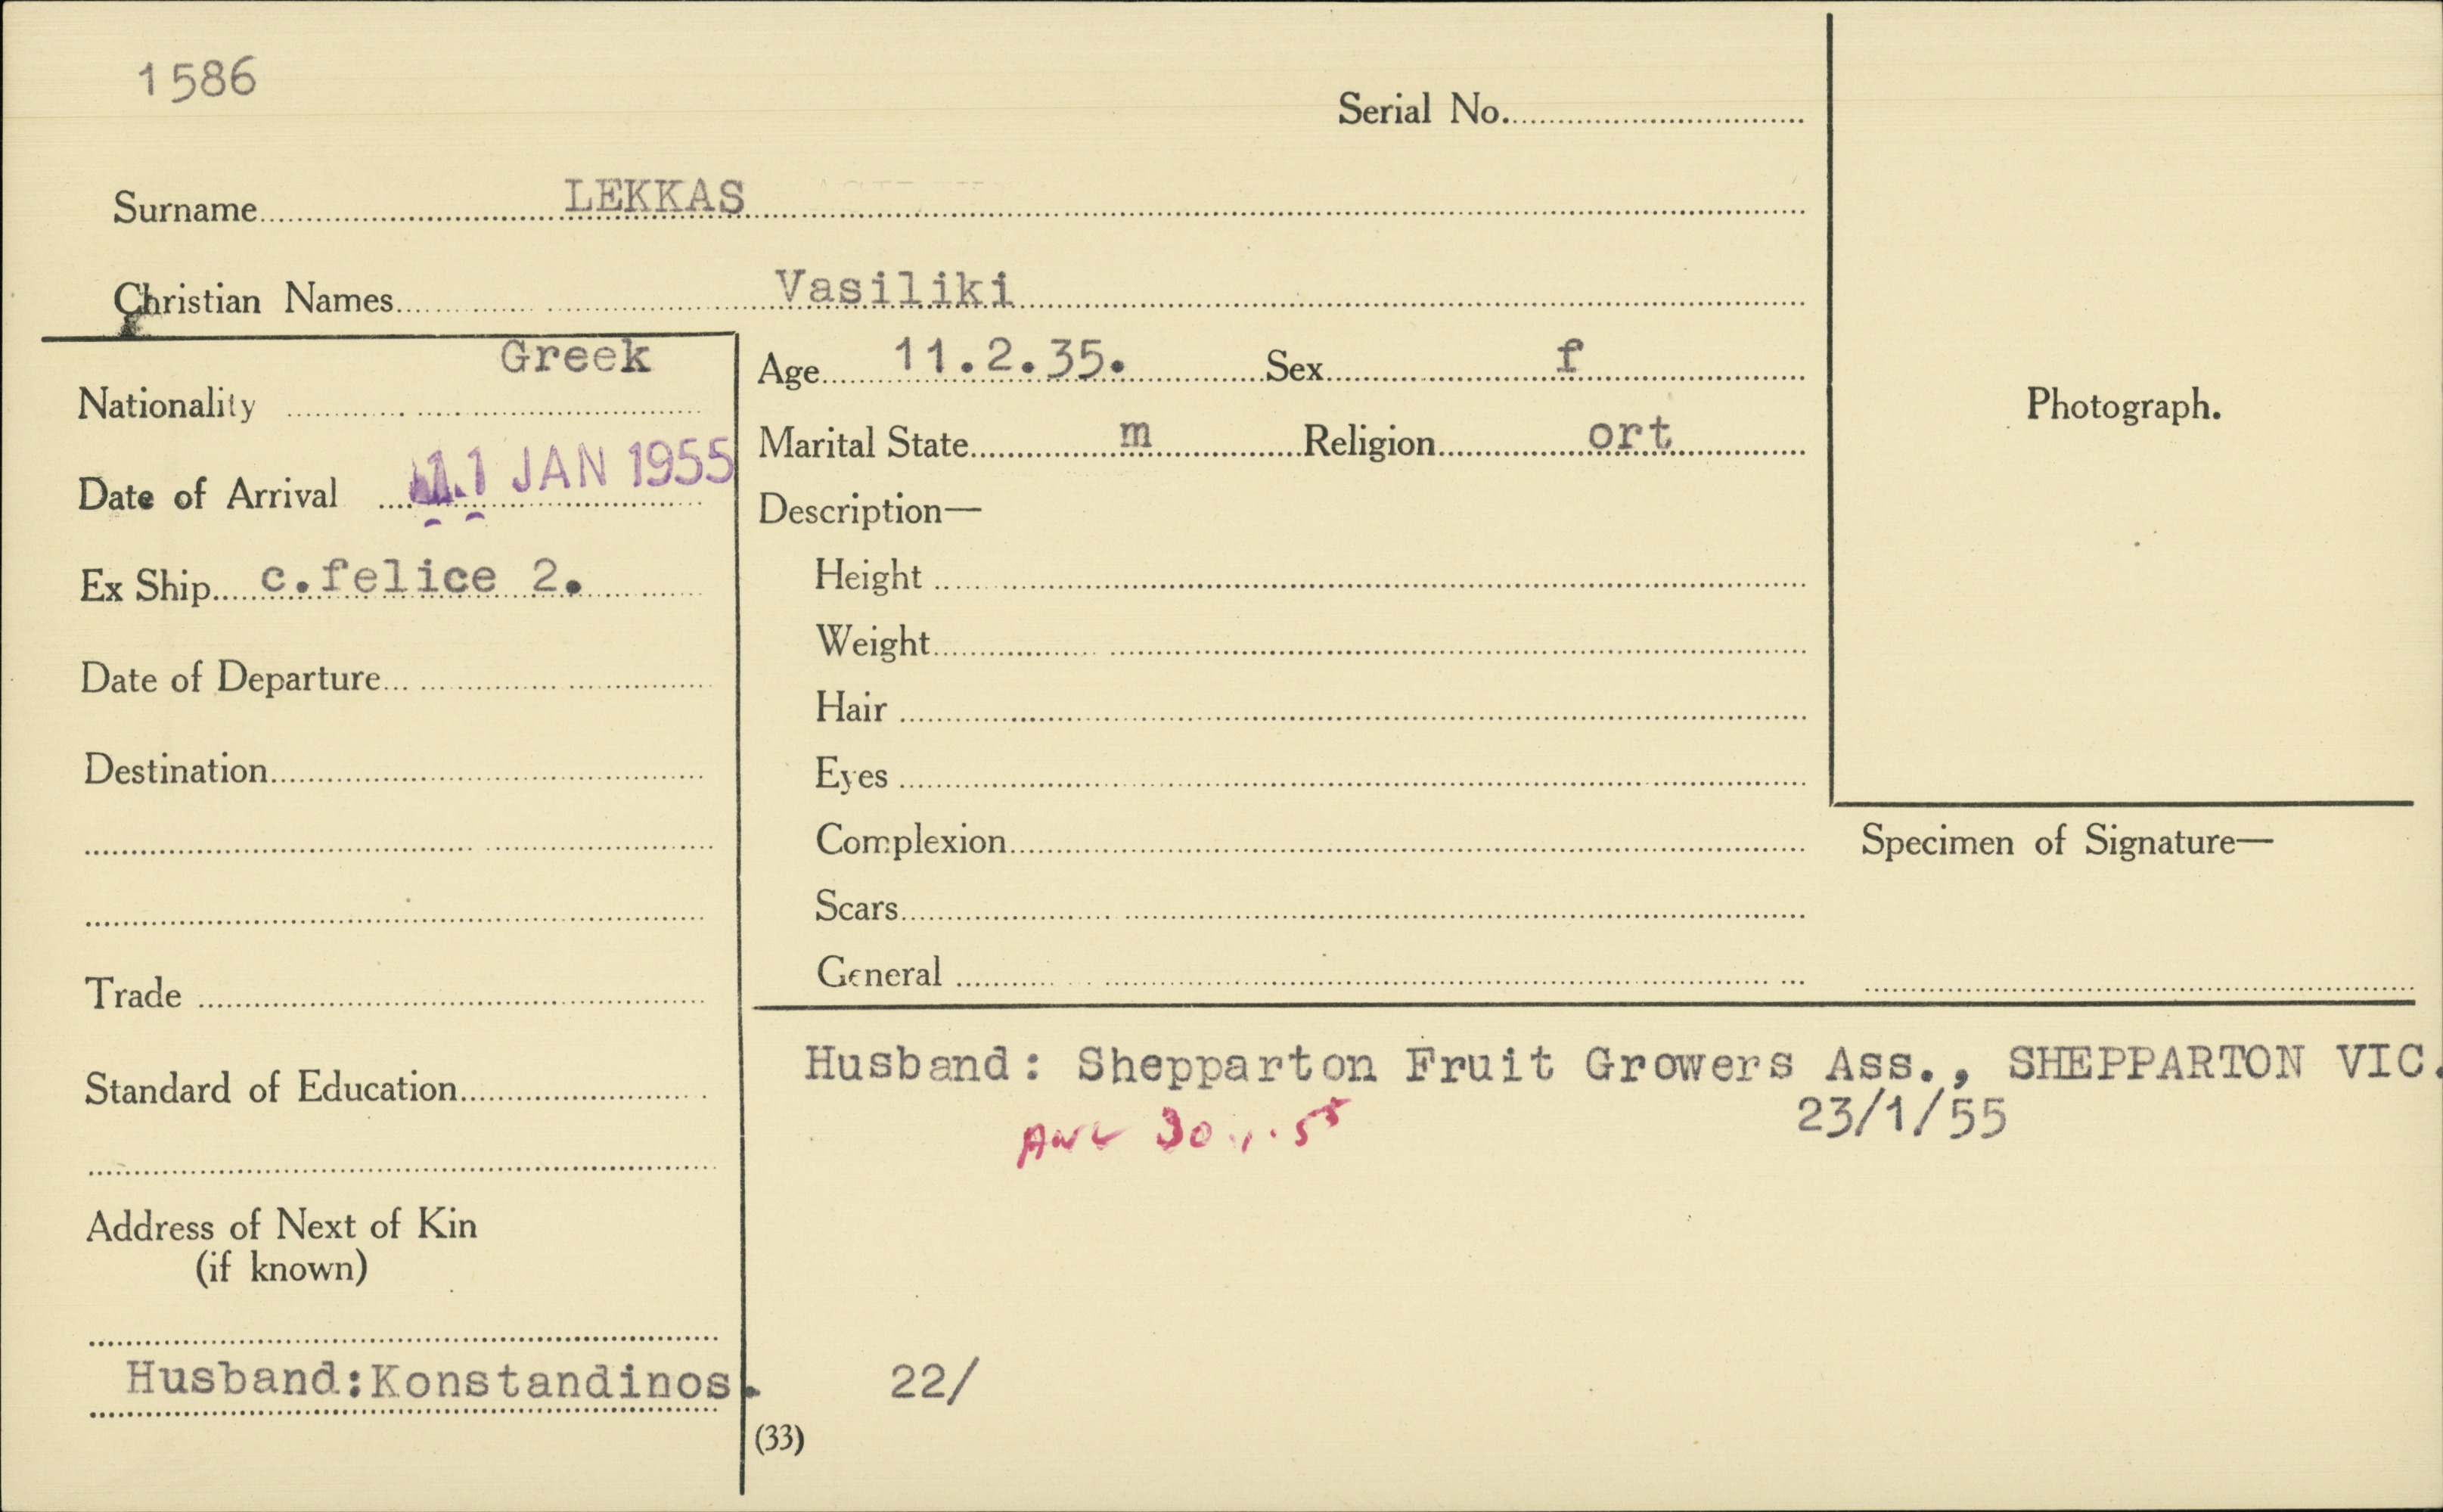 1586
Serial No.
Surname LEKKAS
Christian Names Vasiliki
Nationality Greek
Date of Arrival 11 JAN 1955
Ex Ship c.felice 2.
Date of Departure
Destination
Trade
Standard of Education
Address of Next of Kin
(if known)
Husband:Konstandinos.
Age 11.2.35. Sex f
Marital State m Religion ort
Description—
Height
Weight
Hair
Eyes
Complexion
Scars
General
Photograph.
Specimen of Signature—
Husband: Shepparton Fruit Growers Ass., SHEPPARTON VIC.
23/1/55
30.1.55
22/
(33)